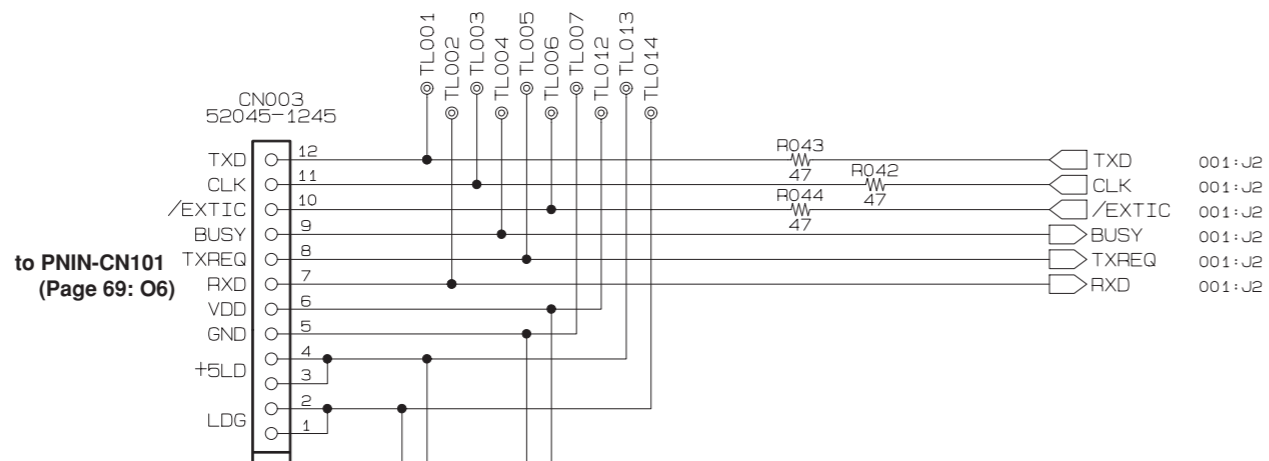 TL001
TL002
TL003
TL004
TL005
TL006
TL007
TL012
TL013
TL014
CN003
52045-1245
TXD 12 R043 47 TXD 001:J2
CLK 11 R042 47 CLK 001:J2
/EXTIC 10 R044 47 /EXTIC 001:J2
BUSY 9 BUSY 001:J2
to PNIN-CN101
(Page 69: O6)
TXREQ 8 TXREQ 001:J2
RXD 7 RXD 001:J2
VDD 6
GND 5
+5LD 4
3
LDG 2
1